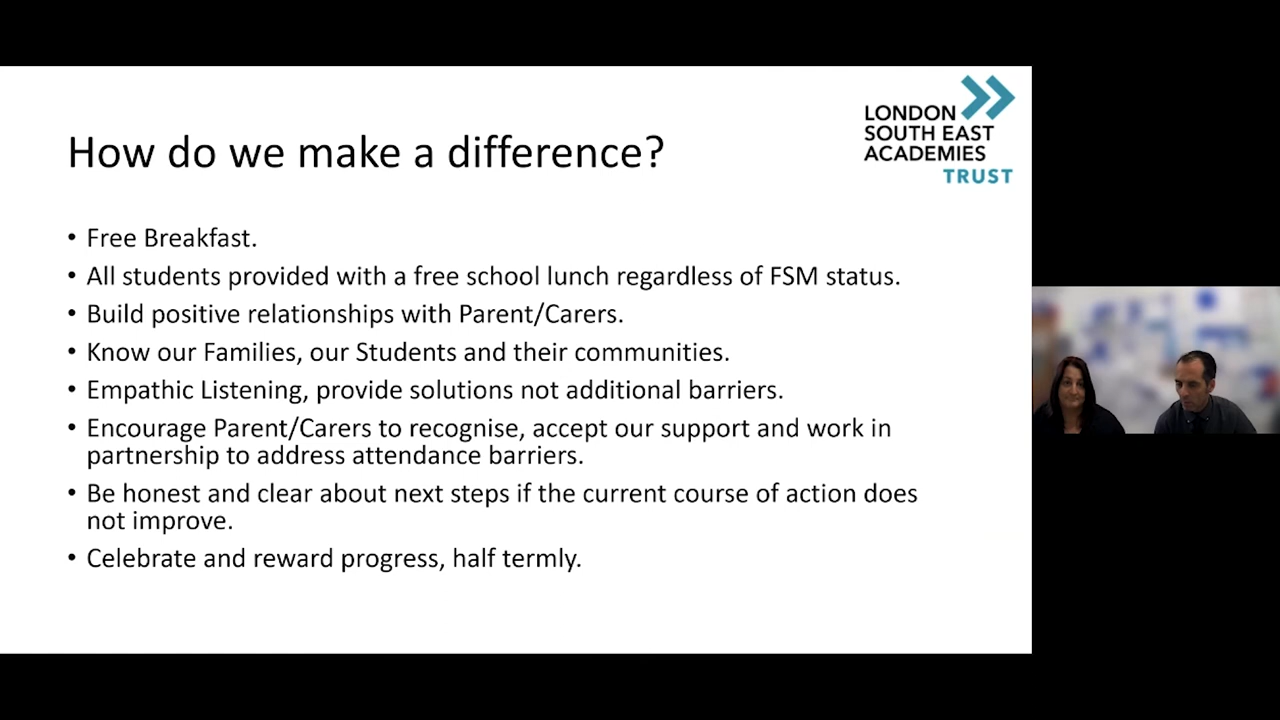 LONDON
SOUTH EAST
ACADEMIES
TRUST
How do we make a difference?
• Free Breakfast.
• All students provided with a free school lunch regardless of FSM status.
• Build positive relationships with Parent/Carers.
• Know our Families, our Students and their communities.
• Empathic Listening, provide solutions not additional barriers.
• Encourage Parent/Carers to recognise, accept our support and work in
partnership to address attendance barriers.
• Be honest and clear about next steps if the current course of action does
not improve.
• Celebrate and reward progress, half termly.